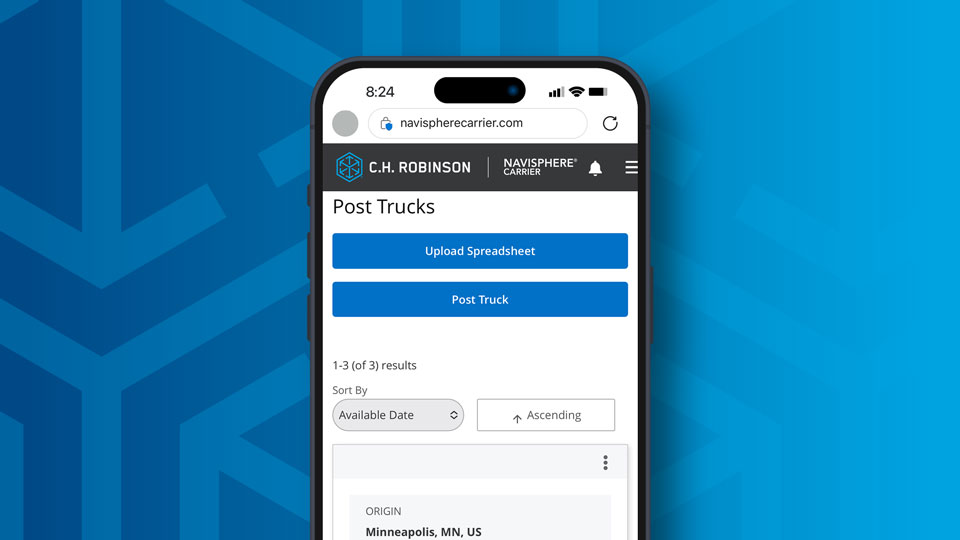 8:24
navispherecarrier.com
C.H. ROBINSON
NAVISPHERE®
CARRIER
Post Trucks
Upload Spreadsheet
Post Truck
1-3 (of 3) results
Sort By
Available Date
Ascending
ORIGIN
Minneapolis, MN, US